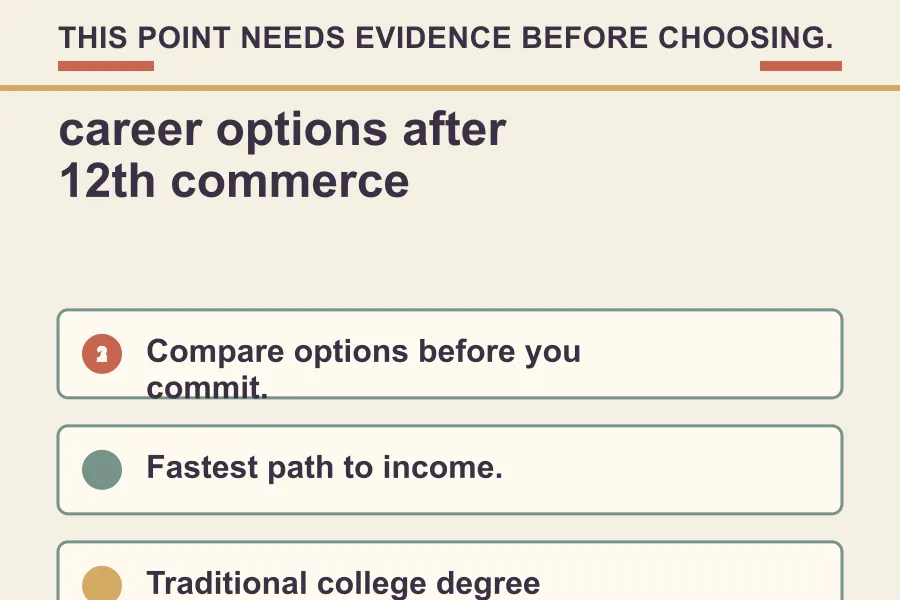 THIS POINT NEEDS EVIDENCE BEFORE CHOOSING.
career options after
12th commerce
Compare options before you
commit.
Fastest path to income.
Traditional college degree